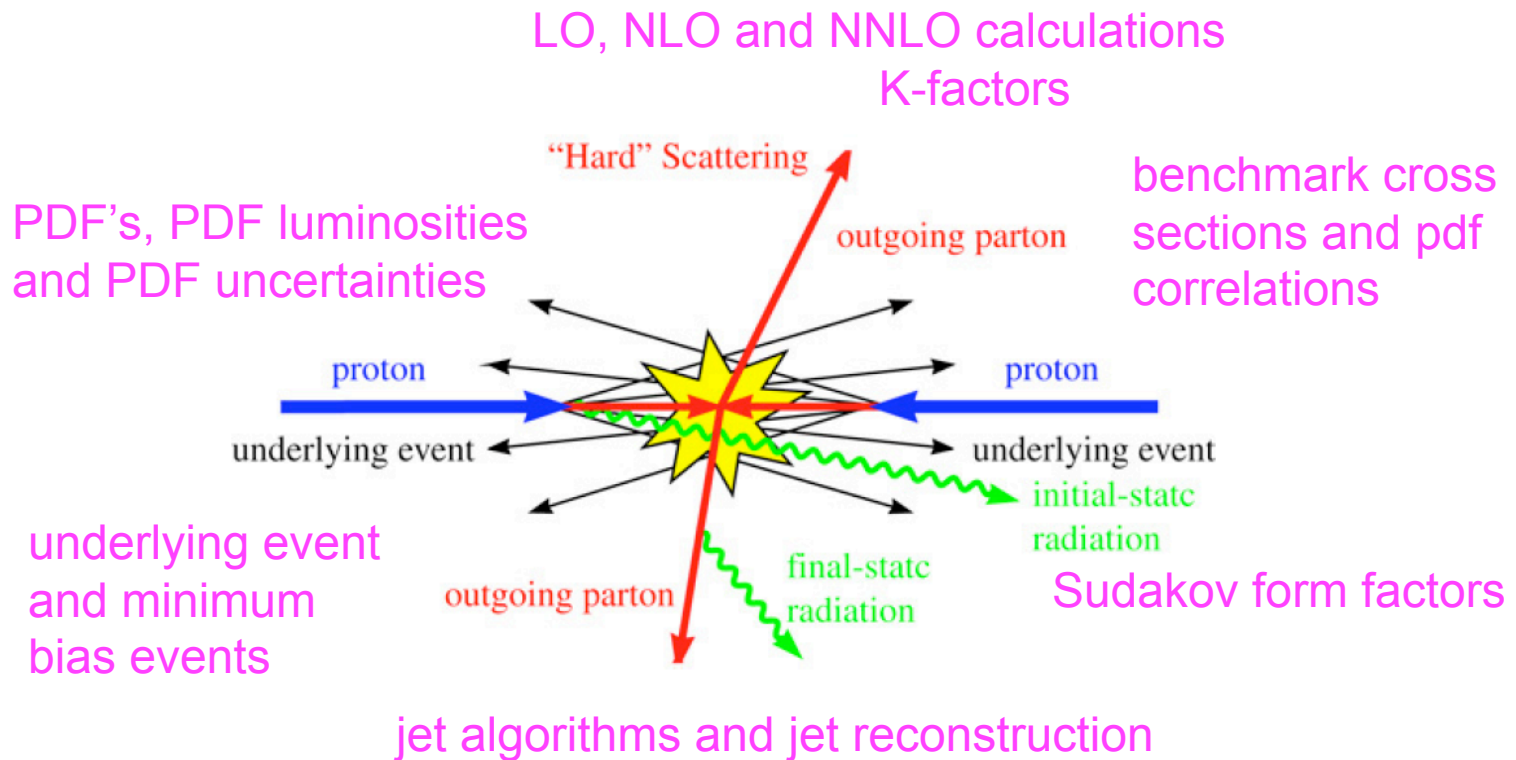 LO, NLO and NNLO calculations
K-factors
“Hard” Scattering
benchmark cross
sections and pdf
correlations
PDF’s, PDF luminosities
and PDF uncertainties
outgoing parton
proton
proton
underlying event
underlying event
initial-statc
radiation
underlying event
and minimum
bias events
final-statc
radiation
outgoing parton
Sudakov form factors
jet algorithms and jet reconstruction